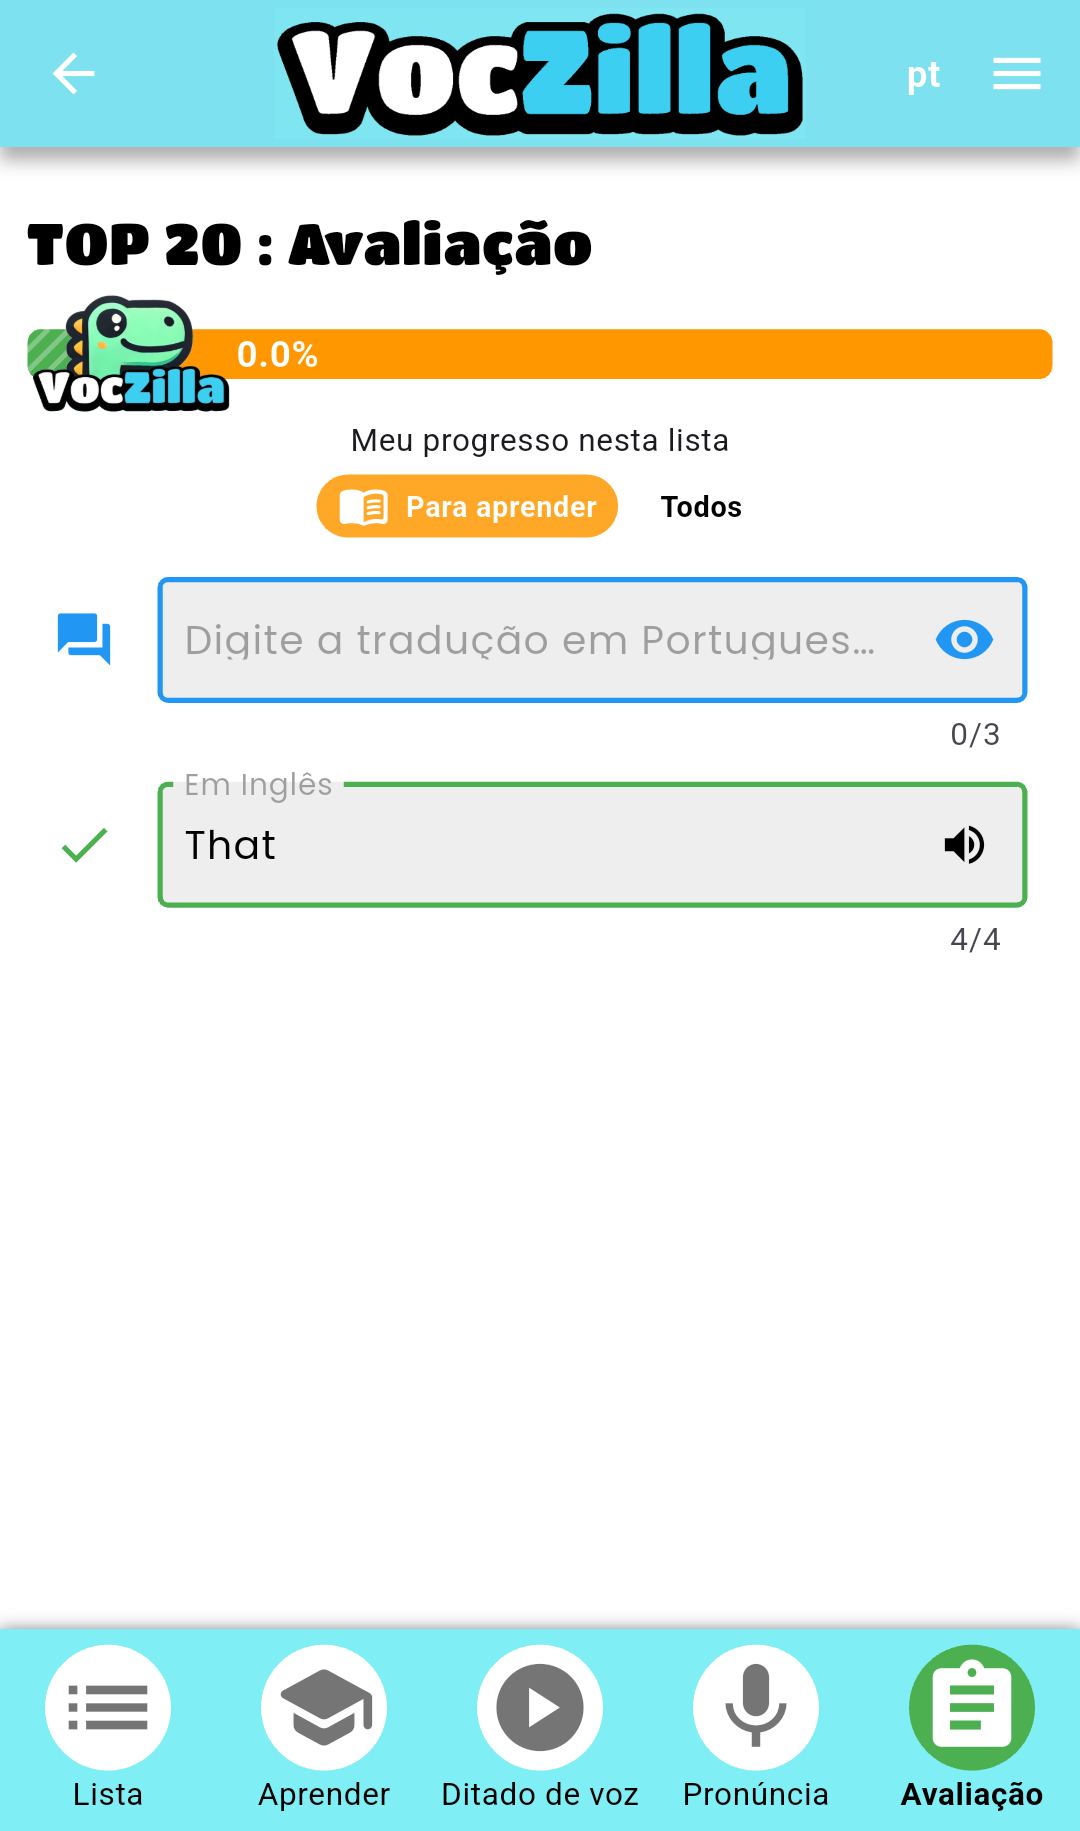 VocZilla
pt
TOP 20 : Avaliação
VocZilla
0.0%
Meu progresso nesta lista
Para aprender
Todos
Digite a tradução em Portugues...
0/3
Em Inglês
That
4/4
Lista
Aprender
Ditado de voz
Pronúncia
Avaliação